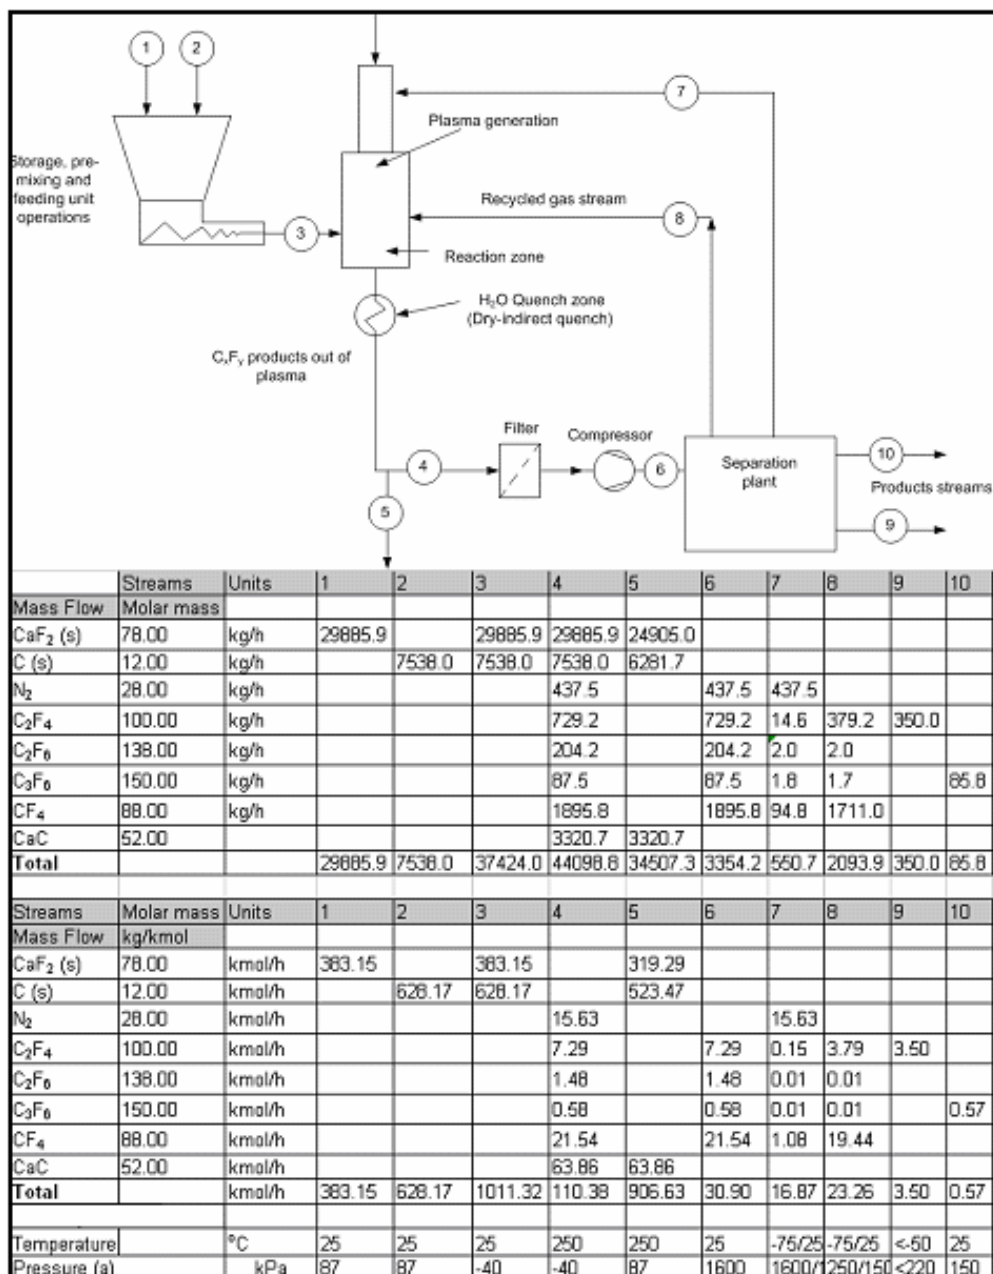 1 2
7
Plasma generation
Storage, pre-
mixing and
feeding unit
operations
Recycled gas stream
8
3
Reaction zone
H₂O Quench zone
(Dry-indirect quench)
CₓFᵧ products out of
plasma
Filter
Compressor
4
6
Separation
plant
10
Products streams
5
9
Streams Units 1 2 3 4 5 6 7 8 9 10
Mass Flow Molar mass
CaF₂ (s) 78.00 kg/h 29885.9 29885.9 29885.9 24905.0
C (s) 12.00 kg/h 7538.0 7538.0 7538.0 6281.7
N₂ 28.00 kg/h 437.5 437.5 437.5
C₂F₄ 100.00 kg/h 729.2 729.2 14.6 379.2 350.0
C₂F₆ 138.00 kg/h 204.2 204.2 2.0 2.0
C₃F₆ 150.00 kg/h 87.5 87.5 1.8 1.7 85.8
CF₄ 88.00 kg/h 1895.8 1895.8 94.8 1711.0
CaC 52.00 3320.7 3320.7
Total 29885.9 7538.0 37424.0 44098.8 34507.3 3354.2 550.7 2093.9 350.0 85.8
Streams Molar mass Units 1 2 3 4 5 6 7 8 9 10
Mass Flow kg/kmol
CaF₂ (s) 78.00 kmol/h 383.15 383.15 319.29
C (s) 12.00 kmol/h 628.17 628.17 523.47
N₂ 28.00 kmol/h 15.63 15.63
C₂F₄ 100.00 kmol/h 7.29 7.29 0.15 3.79 3.50
C₂F₆ 138.00 kmol/h 1.48 1.48 0.01 0.01
C₃F₆ 150.00 kmol/h 0.58 0.58 0.01 0.01 0.57
CF₄ 88.00 kmol/h 21.54 21.54 1.08 19.44
CaC 52.00 kmol/h 63.86 63.86
Total kmol/h 383.15 628.17 1011.32 110.38 906.63 30.90 16.87 23.26 3.50 0.57
Temperature °C 25 25 25 250 250 25 -75/25 -75/25 <-50 25
Pressure (a) kPa 87 87 -40 -40 87 1600 1600/1 1250/150 <220 150